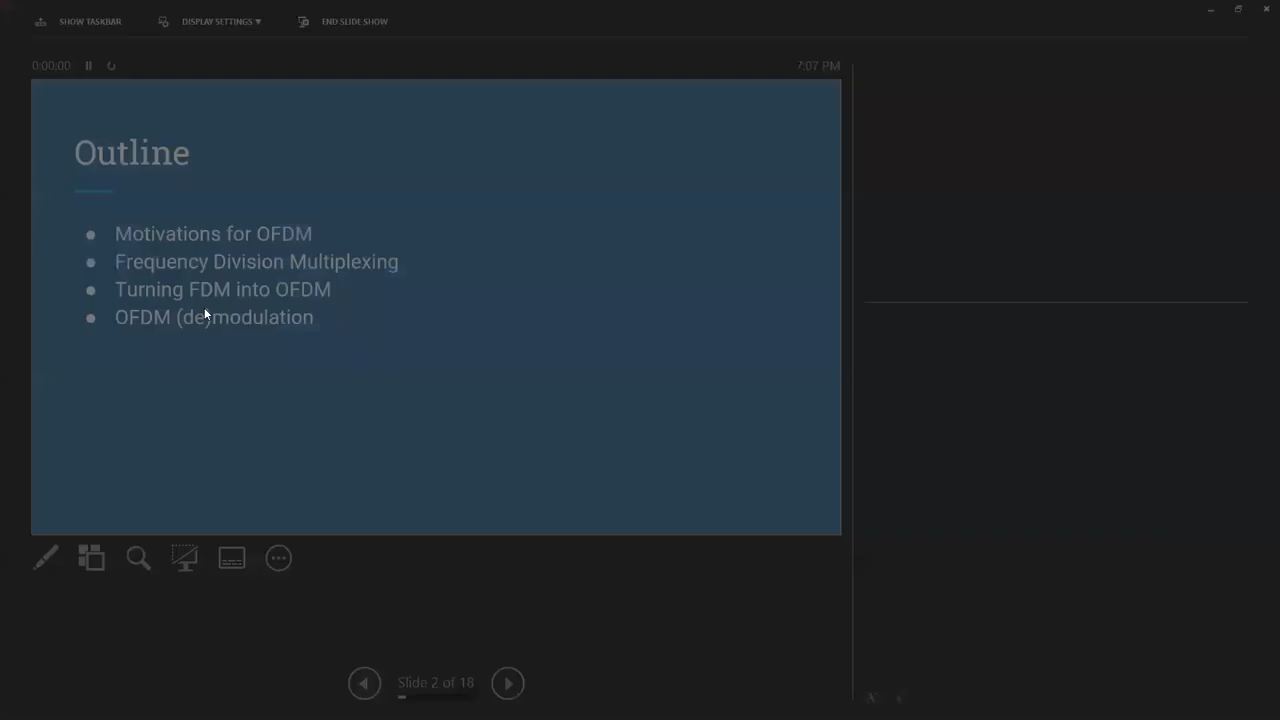 SHOW TASKBAR
DISPLAY SETTINGS ▼
END SLIDE SHOW
0:00:00
7:07 PM
Outline
● Motivations for OFDM
● Frequency Division Multiplexing
● Turning FDM into OFDM
● OFDM (de)modulation
Slide 2 of 18
A